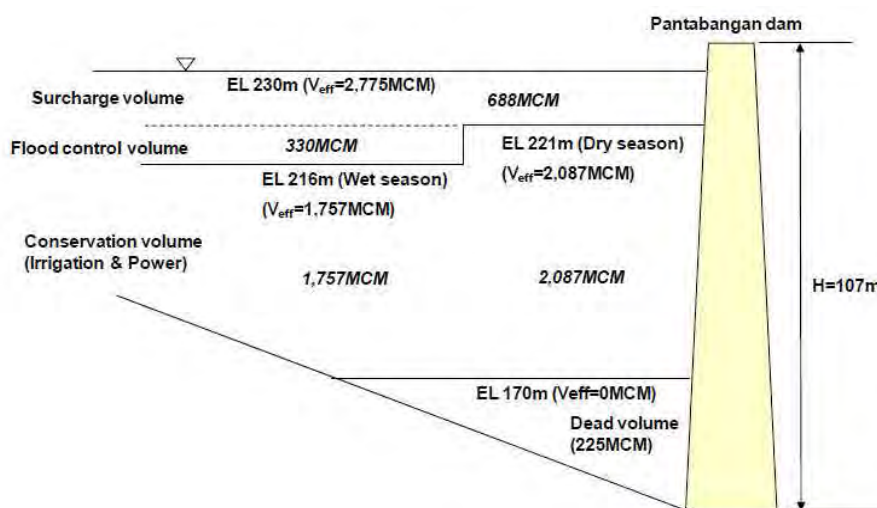 Pantabangan dam
EL 230m (Veff=2,775MCM)
Surcharge volume
688MCM
Flood control volume
330MCM
EL 221m (Dry season)
(Veff=2,087MCM)
EL 216m (Wet season)
(Veff=1,757MCM)
Conservation volume
(Irrigation & Power)
1,757MCM
2,087MCM
H=107m
EL 170m (Veff=0MCM)
Dead volume
(225MCM)